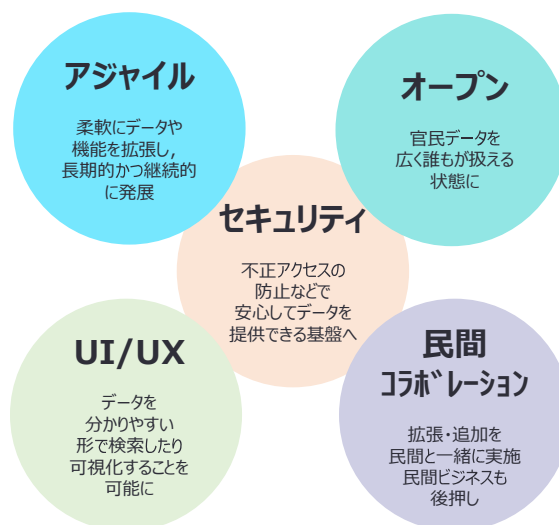 アジャイル
柔軟にデータや
機能を拡張し,
長期的かつ継続的
に発展
オープン
官民データを
広く誰もが扱える
状態に
セキュリティ
不正アクセスの
防止などで
安心してデータを
提供できる基盤へ
UI/UX
データを
分かりやすい
形で検索したり
可視化することを
可能に
民間
コラボレーション
拡張・追加を
民間と一緒に実施
民間ビジネスも
後押し